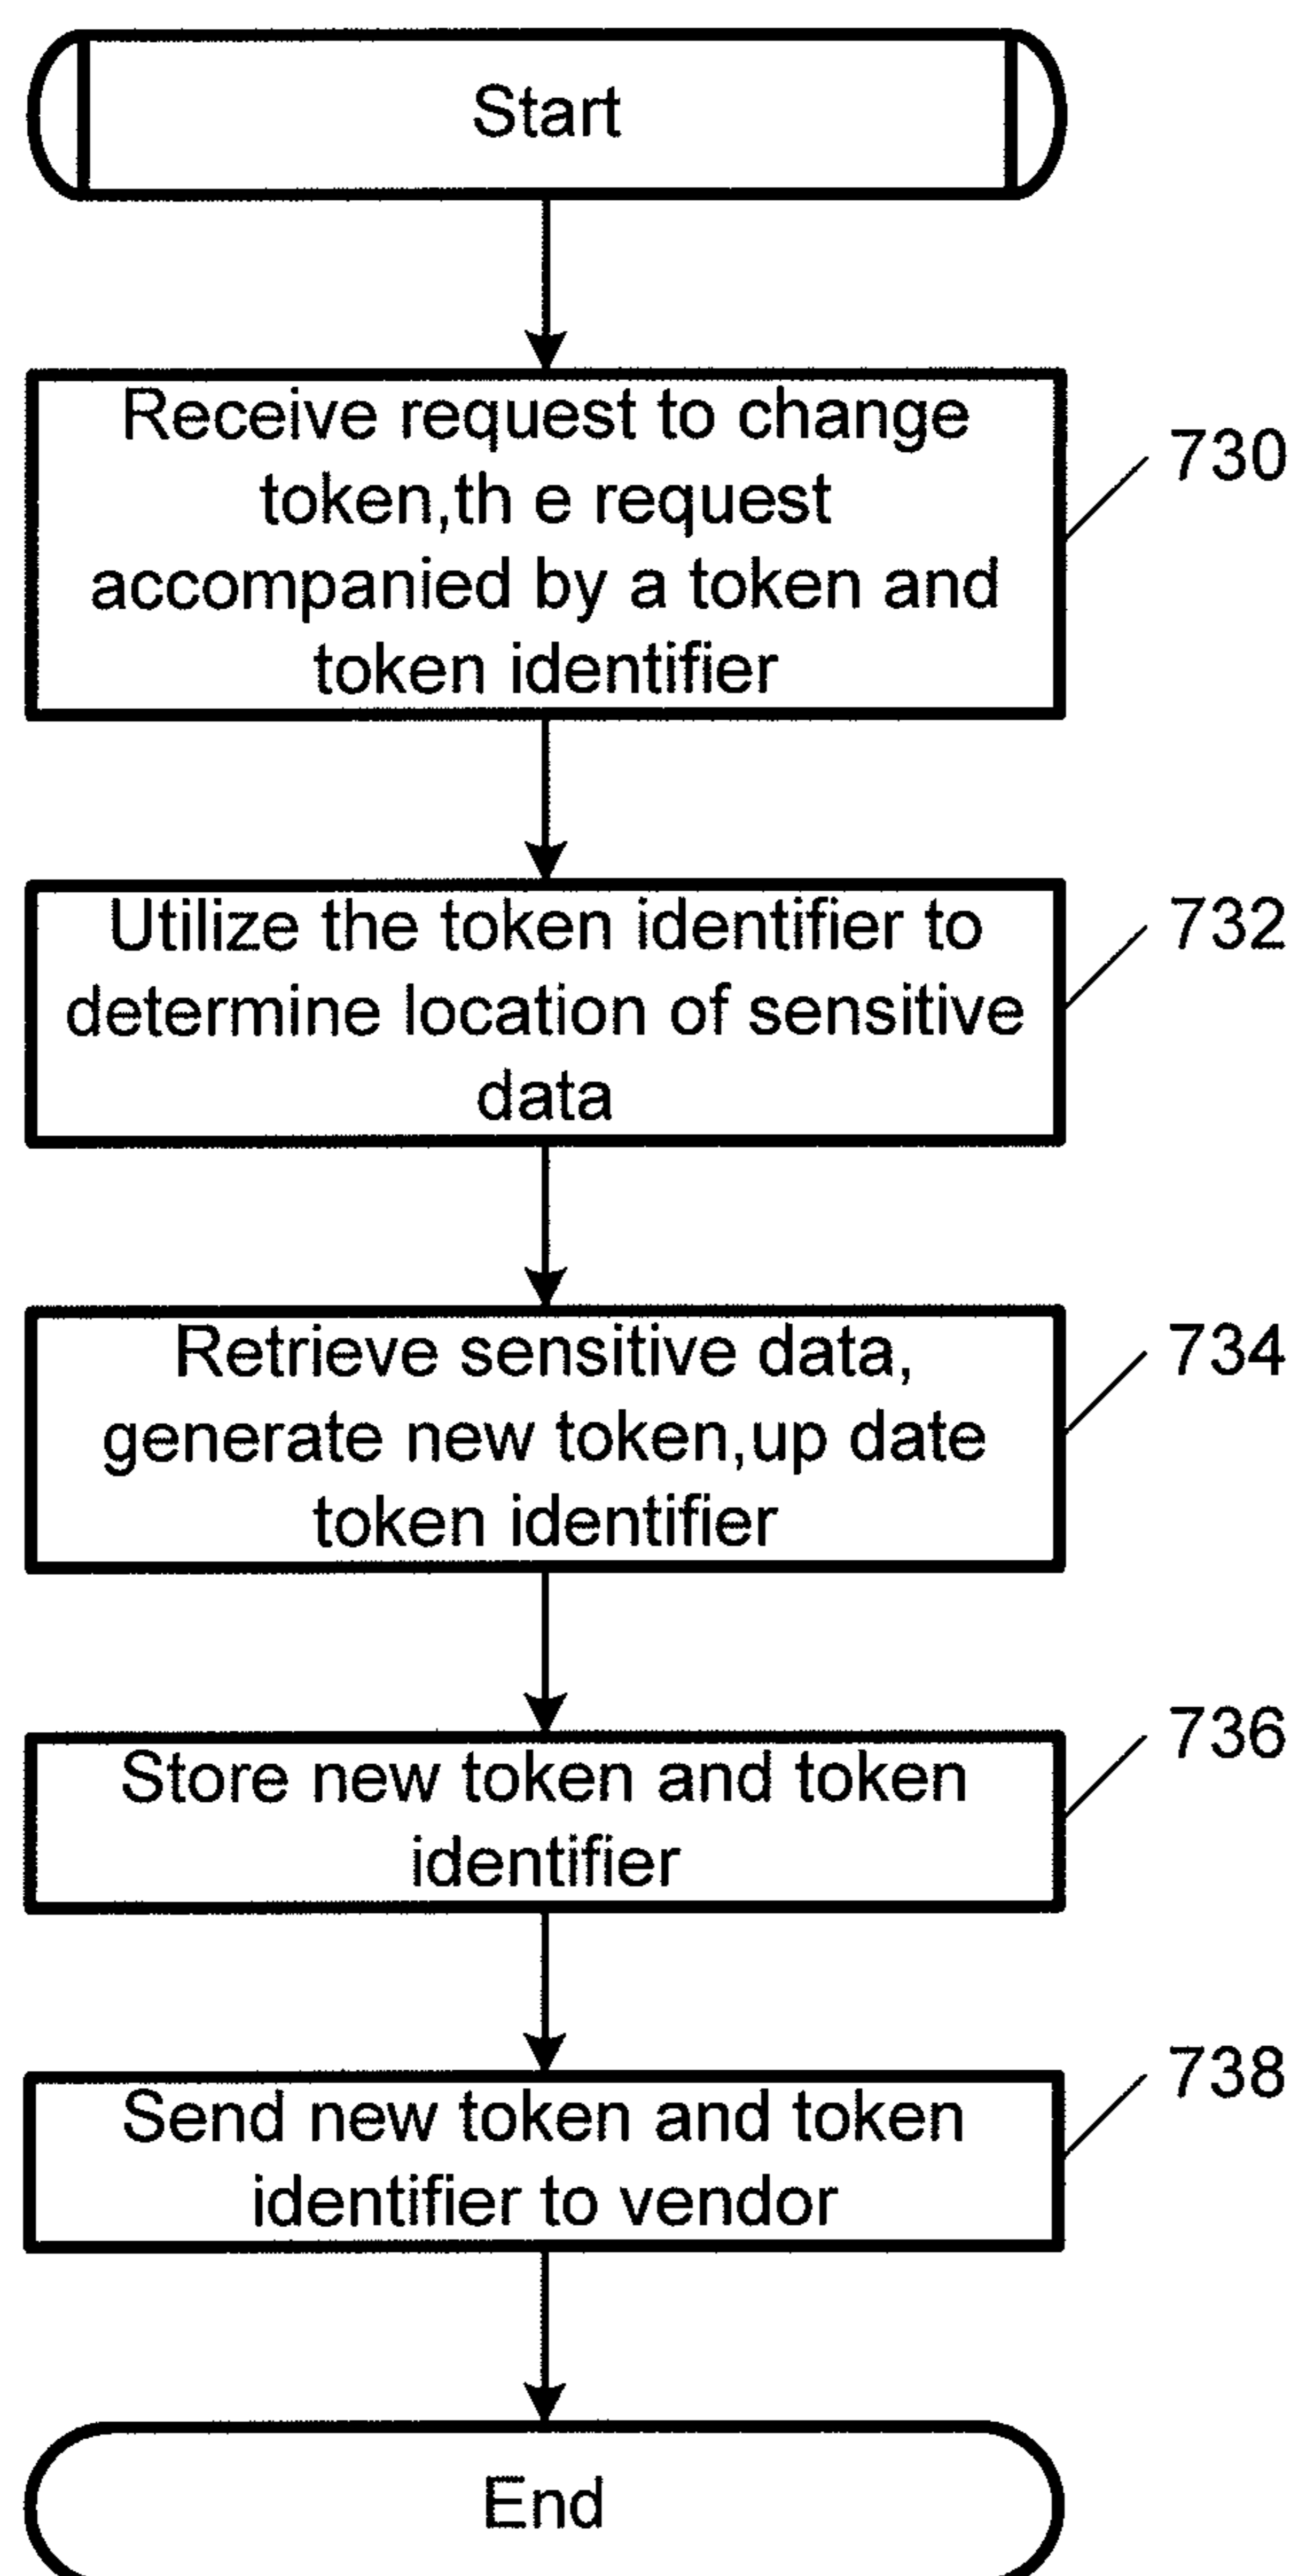 Start
Receive request to change
token,th e request
accompanied by a token and
token identifier
730
Utilize the token identifier to
determine location of sensitive
data
732
Retrieve sensitive data,
generate new token,up date
token identifier
734
Store new token and token
identifier
736
Send new token and token
identifier to vendor
738
End